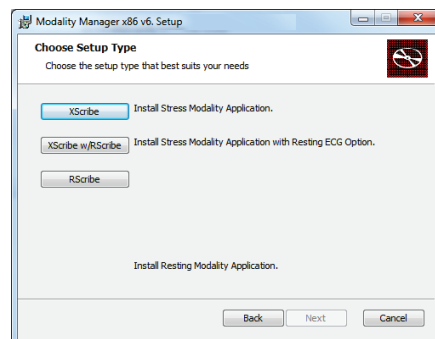 Modality Manager x86 v6. Setup
Choose Setup Type
Choose the setup type that best suits your needs
XScribe Install Stress Modality Application.
XScribe w/RScribe Install Stress Modality Application with Resting ECG Option.
RScribe
Install Resting Modality Application.
Back Next Cancel